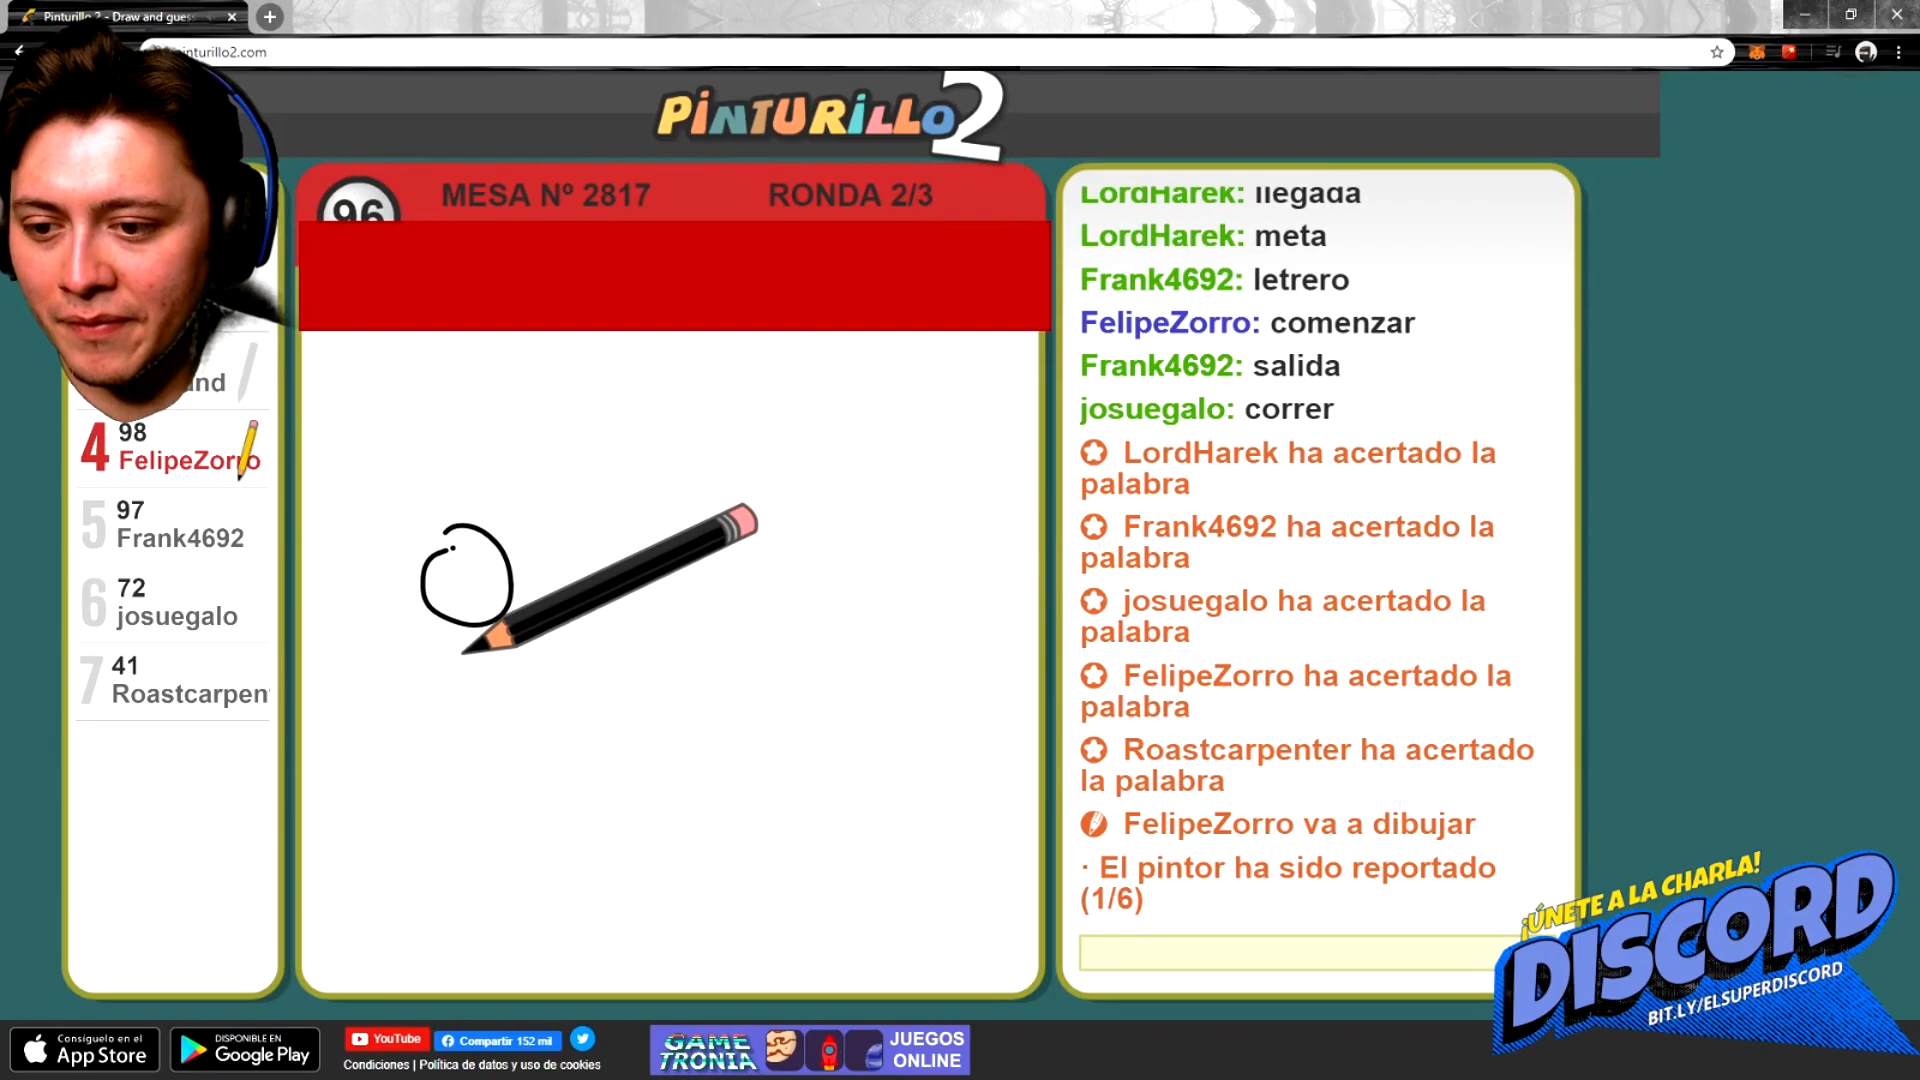 Pinturillo 2 - Draw and guess
pinturillo2.com
PINTURILLO2
96
MESA Nº 2817
RONDA 2/3
4
98
FelipeZorro
5
97
Frank4692
6
72
josuegalo
7
41
Roastcarpen
LordHarek: llegada
LordHarek: meta
Frank4692: letrero
FelipeZorro: comenzar
Frank4692: salida
josuegalo: correr
LordHarek ha acertado la
palabra
Frank4692 ha acertado la
palabra
josuegalo ha acertado la
palabra
FelipeZorro ha acertado la
palabra
Roastcarpenter ha acertado
la palabra
FelipeZorro va a dibujar
· El pintor ha sido reportado
(1/6)
¡ÚNETE A LA CHARLA!
DISCORD
BIT.LY/ELSUPERDISCORD
Consíguelo en el
App Store
DISPONIBLE EN
Google Play
YouTube
Compartir 152 mil
Condiciones | Política de datos y uso de cookies
GAME
TRONIA
JUEGOS
ONLINE